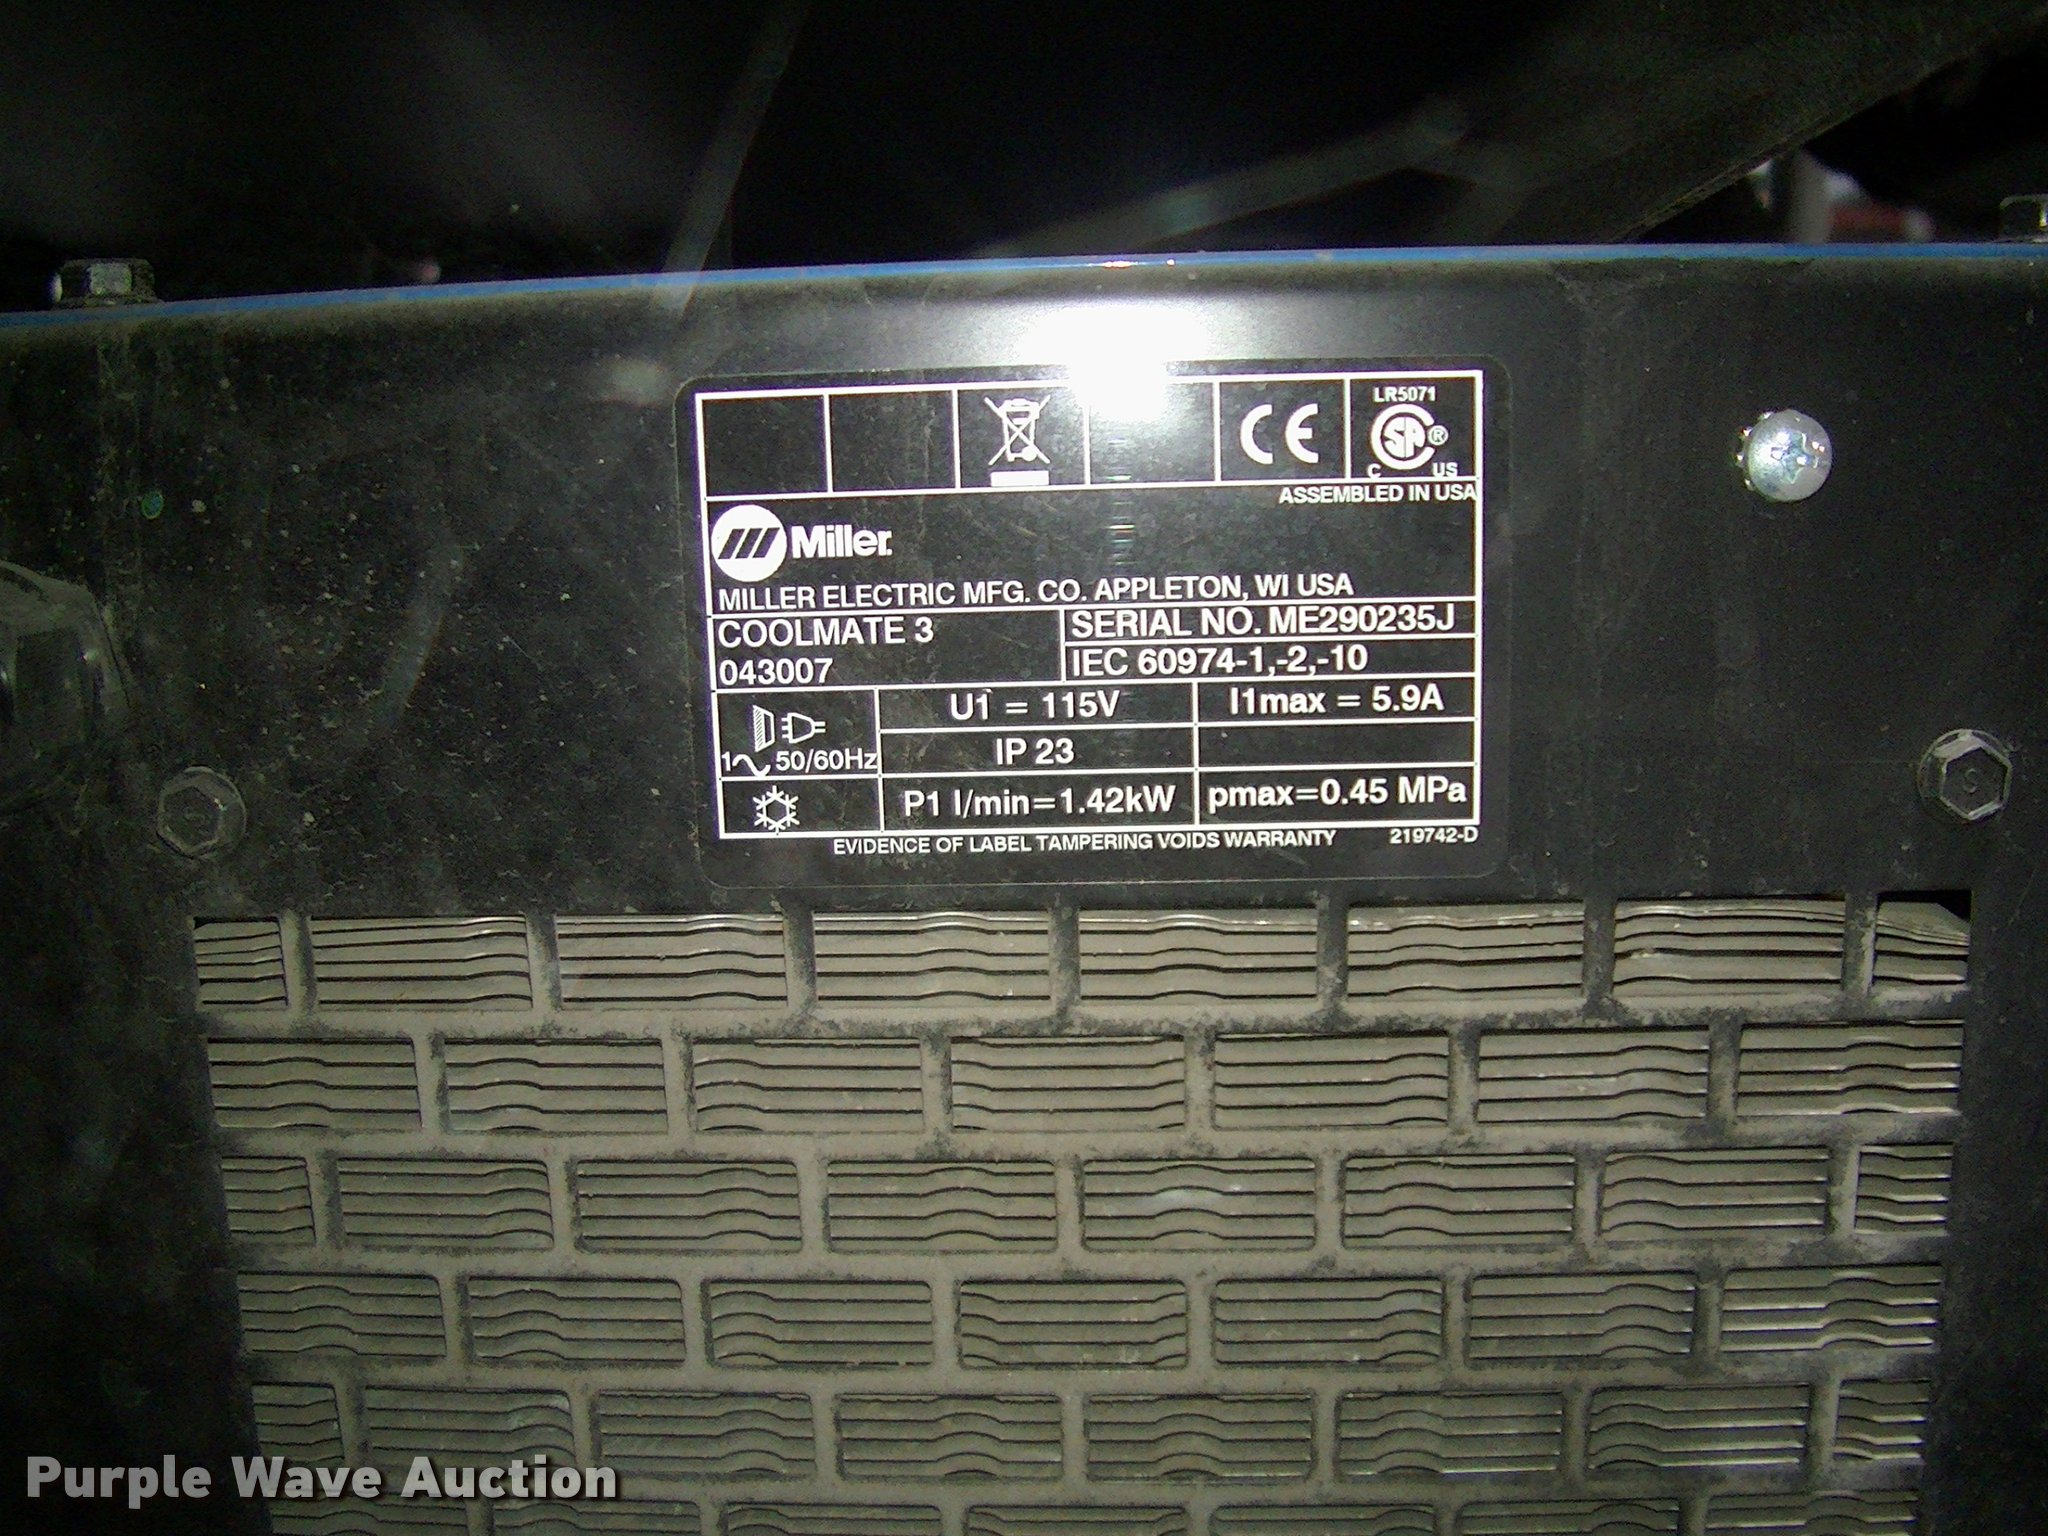 LR5071
CE
SA®
C US
ASSEMBLED IN USA
Miller.
MILLER ELECTRIC MFG. CO. APPLETON, WI USA
COOLMATE 3
043007
SERIAL NO. ME290235J
IEC 60974-1,-2,-10
U1 = 115V
I1max = 5.9A
1 50/60Hz
IP 23
P1 l/min=1.42kW
pmax=0.45 MPa
EVIDENCE OF LABEL TAMPERING VOIDS WARRANTY
219742-D
Purple Wave Auction